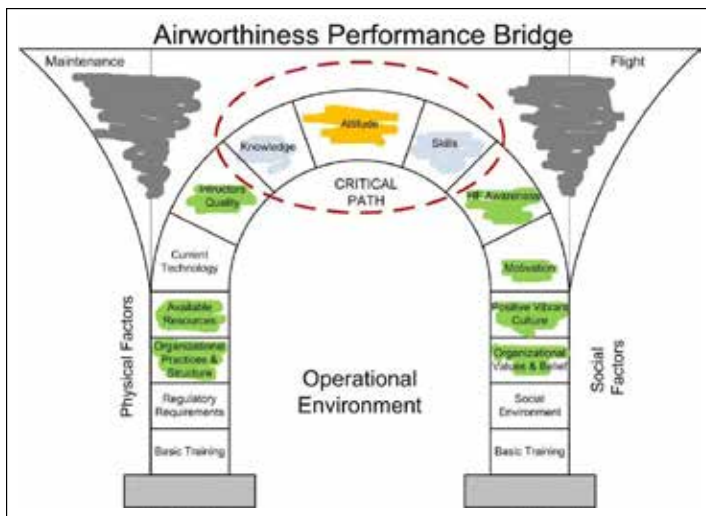 Airworthiness Performance Bridge
Maintenance
Flight
Attitude
Knowledge
Skills
CRITICAL
PATH
Intructors
Quality
HF Awareness
Current
Technology
Motivation
Available
Resources
Positive Vibrant
Culture
Organizational
Practices &
Structure
Organizational
Values & Belief
Physical Factors
Operational
Environment
Social
Factors
Regulatory
Requirements
Social
Environment
Basic Training
Basic Training